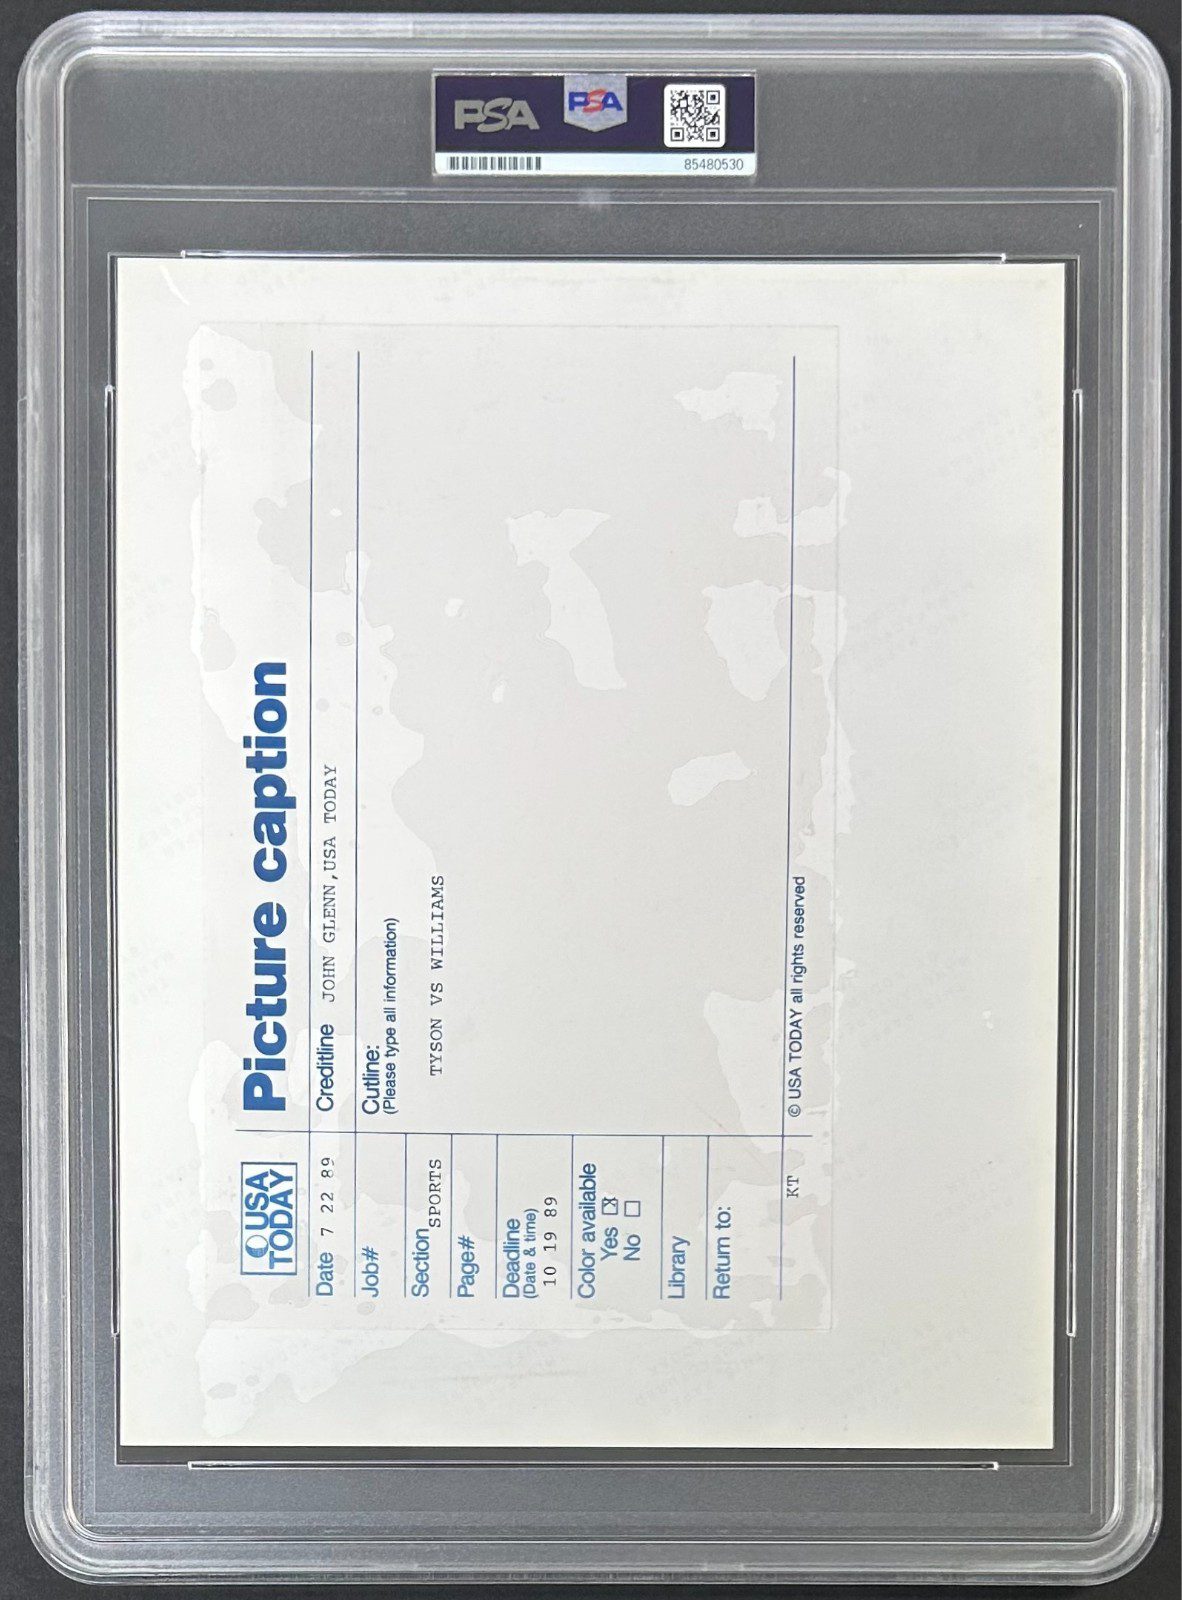 PSA
PSA
85480530
USA
TODAY
Picture caption
Date 7 22 89
Creditline JOHN GLENN,USA TODAY
Job#
Cutline:
(Please type all information)
Section SPORTS
TYSON VS WILLIAMS
Page#
Deadline
(Date & time)
10 19 89
Color available
Yes
No
Library
Return to:
KT
© USA TODAY all rights reserved